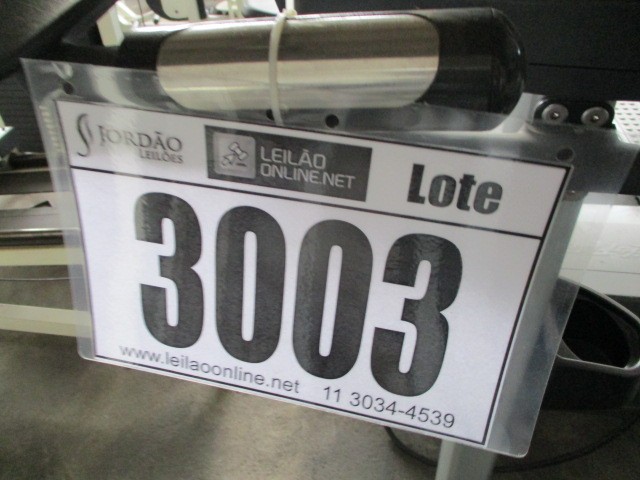 JORDÃO
LEILÕES
LEILÃO
ONLINE.NET
Lote
3003
www.leilaoonline.net
11 3034-4539